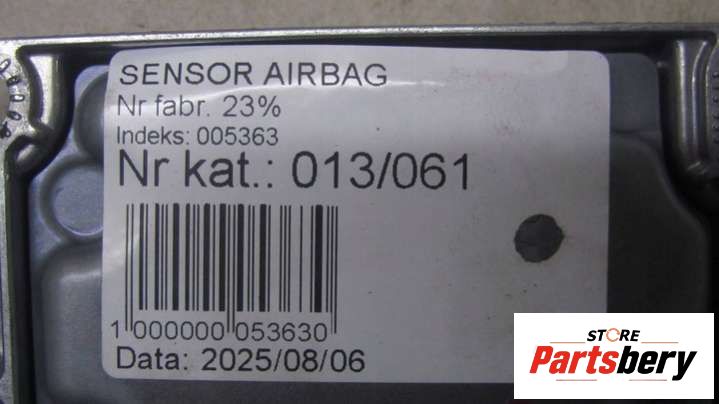 SENSOR AIRBAG
Nr fabr. 23%
Indeks: 005363
Nr kat.: 013/061
1 000000 053630
Data: 2025/08/06
STORE
Partsbery